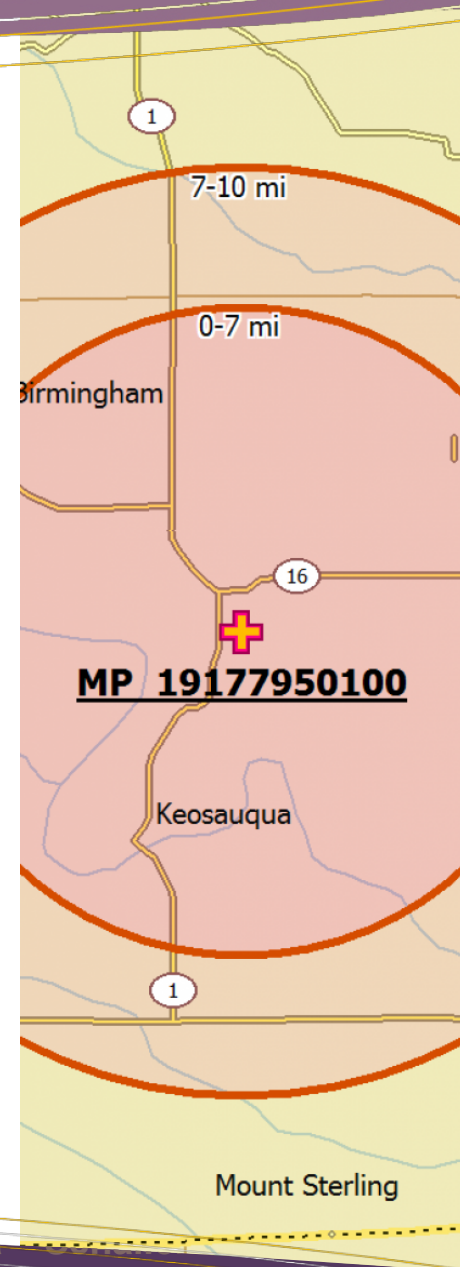 1
7-10 mi
0-7 mi
Birmingham
16
MP 19177950100
Keosauqua
1
Mount Sterling